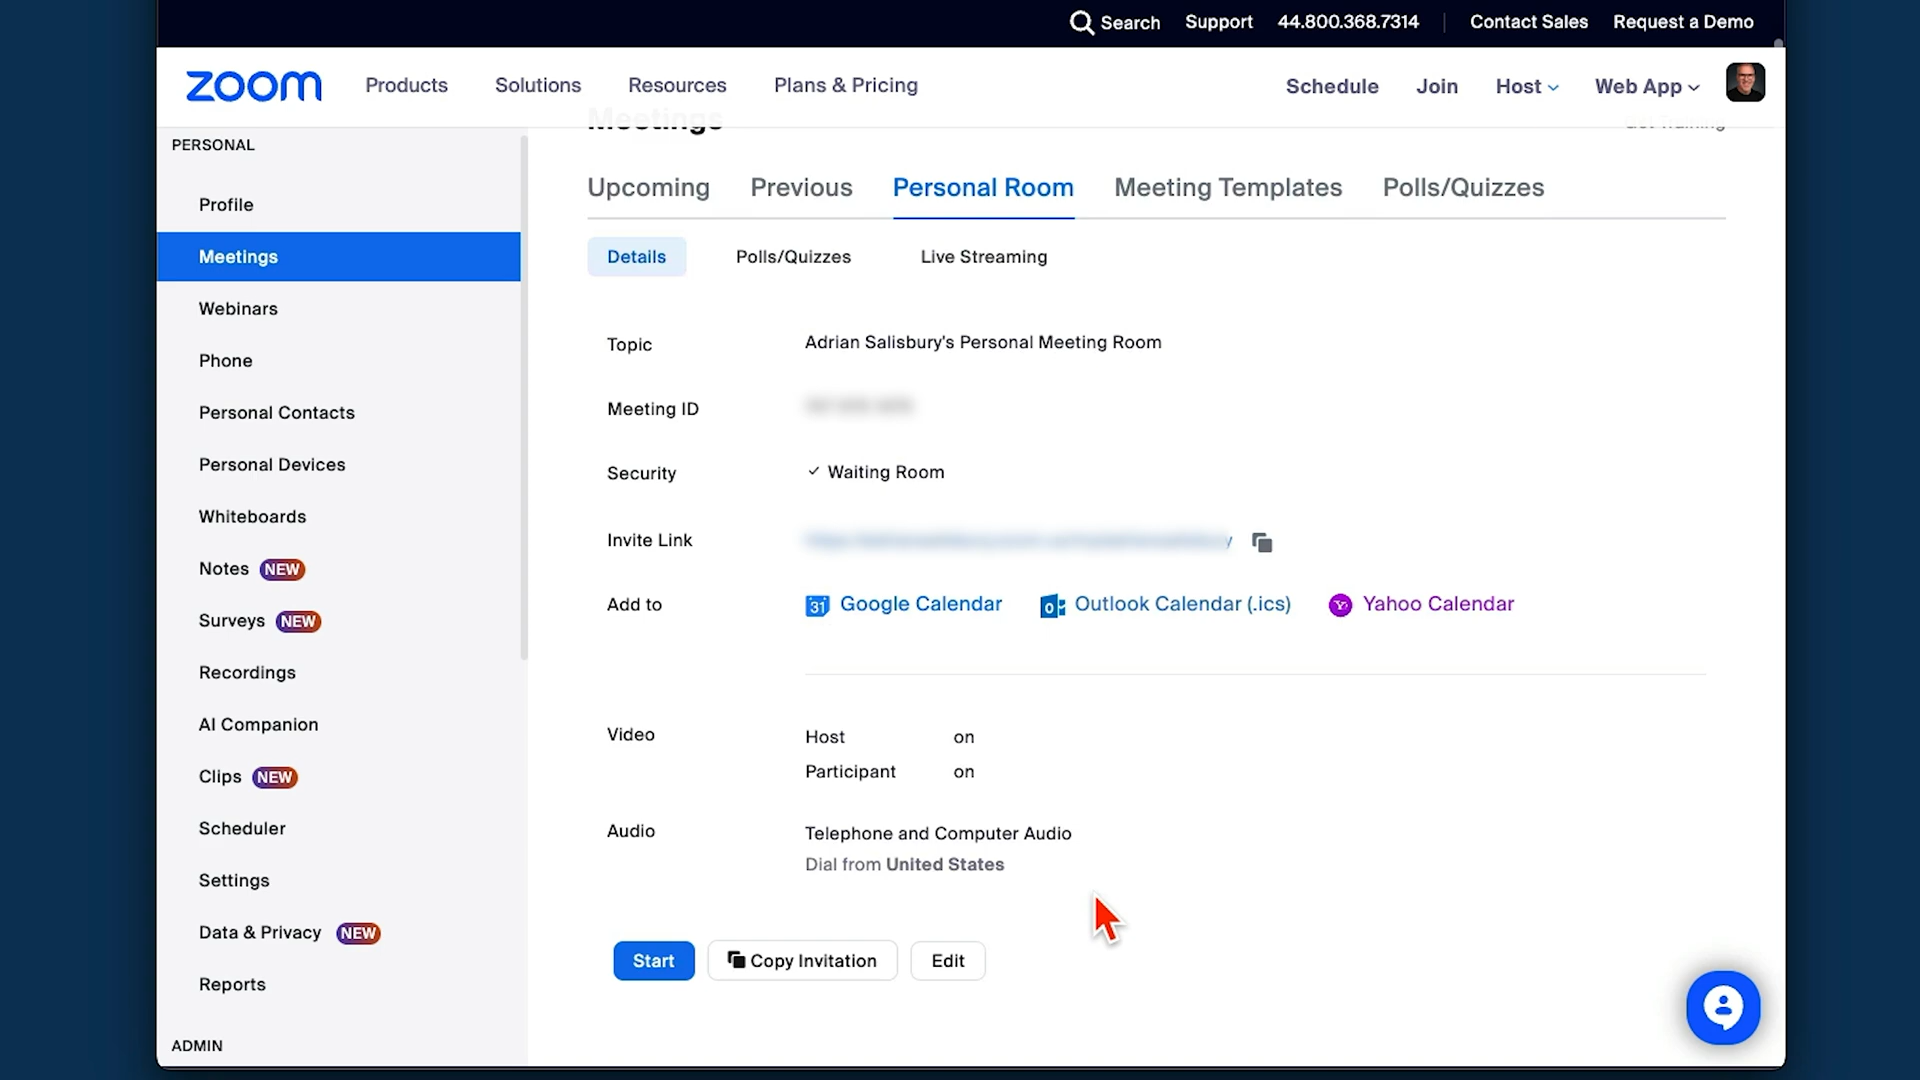 Search Support 44.800.368.7314 Contact Sales Request a Demo
zoom Products Solutions Resources Plans & Pricing Schedule Join Host Web App
PERSONAL
Profile
Meetings
Webinars
Phone
Personal Contacts
Personal Devices
Whiteboards
Notes NEW
Surveys NEW
Recordings
AI Companion
Clips NEW
Scheduler
Settings
Data & Privacy NEW
Reports
ADMIN
Meetings
Upcoming Previous Personal Room Meeting Templates Polls/Quizzes
Details Polls/Quizzes Live Streaming
Topic Adrian Salisbury's Personal Meeting Room
Meeting ID
Security Waiting Room
Invite Link
Add to 31 Google Calendar Outlook Calendar (.ics) Yahoo Calendar
Video Host on
Participant on
Audio Telephone and Computer Audio
Dial from United States
Start Copy Invitation Edit